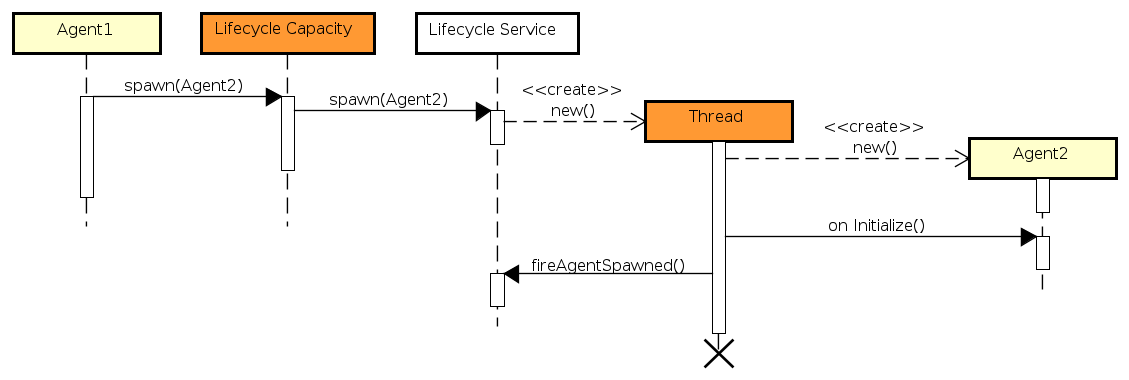 Agent1
Lifecycle Capacity
Lifecycle Service
spawn(Agent2)
spawn(Agent2)
<<create>>
new()
Thread
<<create>>
new()
Agent2
on Initialize()
fireAgentSpawned()